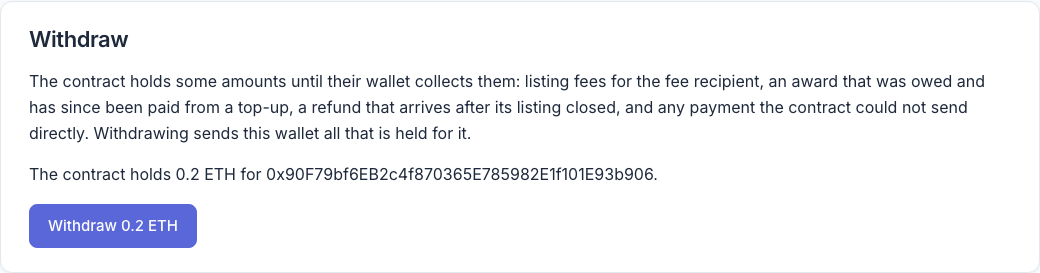 Withdraw
The contract holds some amounts until their wallet collects them: listing fees for the fee recipient, an award that was owed and
has since been paid from a top-up, a refund that arrives after its listing closed, and any payment the contract could not send
directly. Withdrawing sends this wallet all that is held for it.
The contract holds 0.2 ETH for 0x90F79bf6EB2c4f870365E785982E1f101E93b906.
Withdraw 0.2 ETH